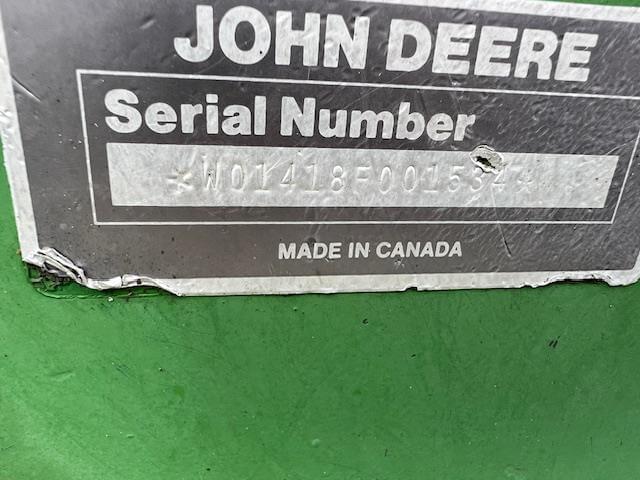 JOHN DEERE
Serial Number
*W01418F001534*
MADE IN CANADA